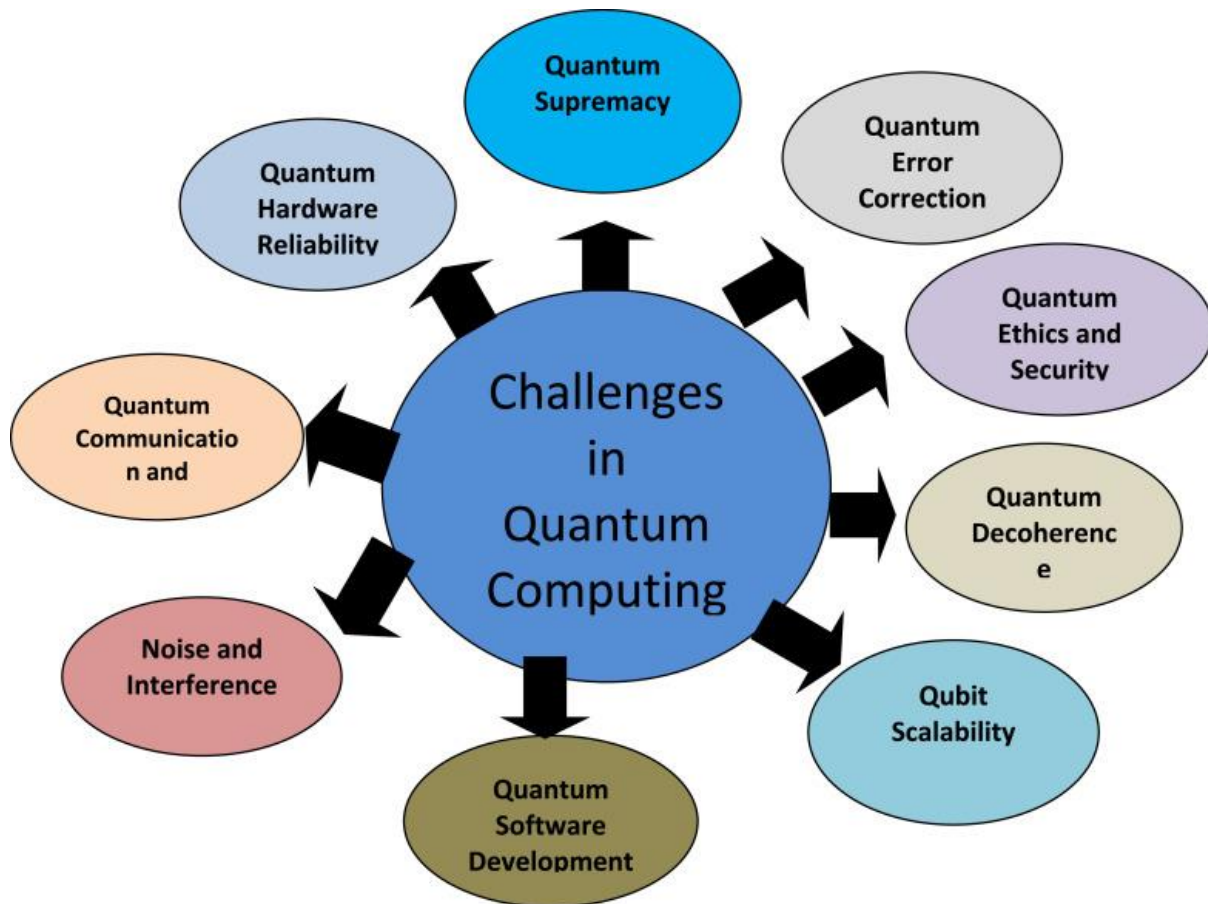 Quantum
Supremacy
Quantum
Error
Correction
Quantum
Hardware
Reliability
Quantum
Ethics and
Security
Challenges
in
Quantum
Computing
Quantum
Communicatio
n and
Quantum
Decoherenc
e
Noise and
Interference
Qubit
Scalability
Quantum
Software
Development